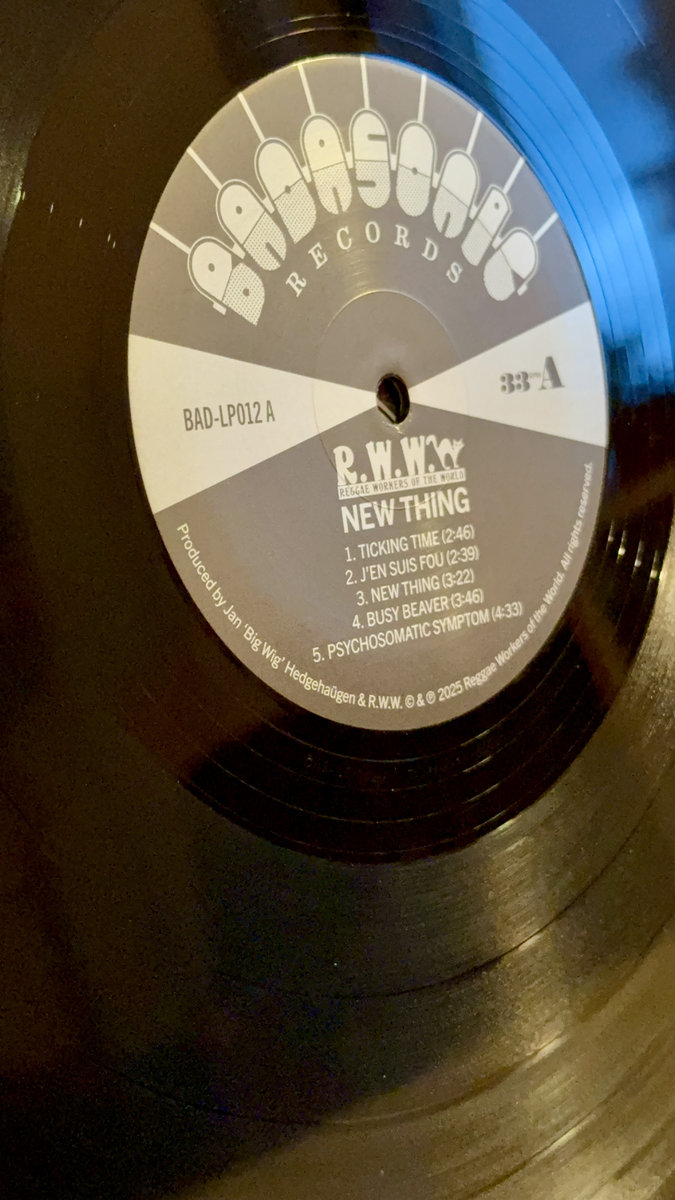 BADASONIC
RECORDS
BAD-LP012 A
33RPM A
R.W.W.
REGGAE WORKERS OF THE WORLD
NEW THING
1. TICKING TIME (2:46)
2. J'EN SUIS FOU (2:39)
3. NEW THING (3:22)
4. BUSY BEAVER (3:46)
5. PSYCHOSOMATIC SYMPTOM (4:33)
Produced by Jan 'Big Wig' Hedgehaügen & R.W.W. © & ℗ 2025 Reggae Workers of the World. All rights reserved.